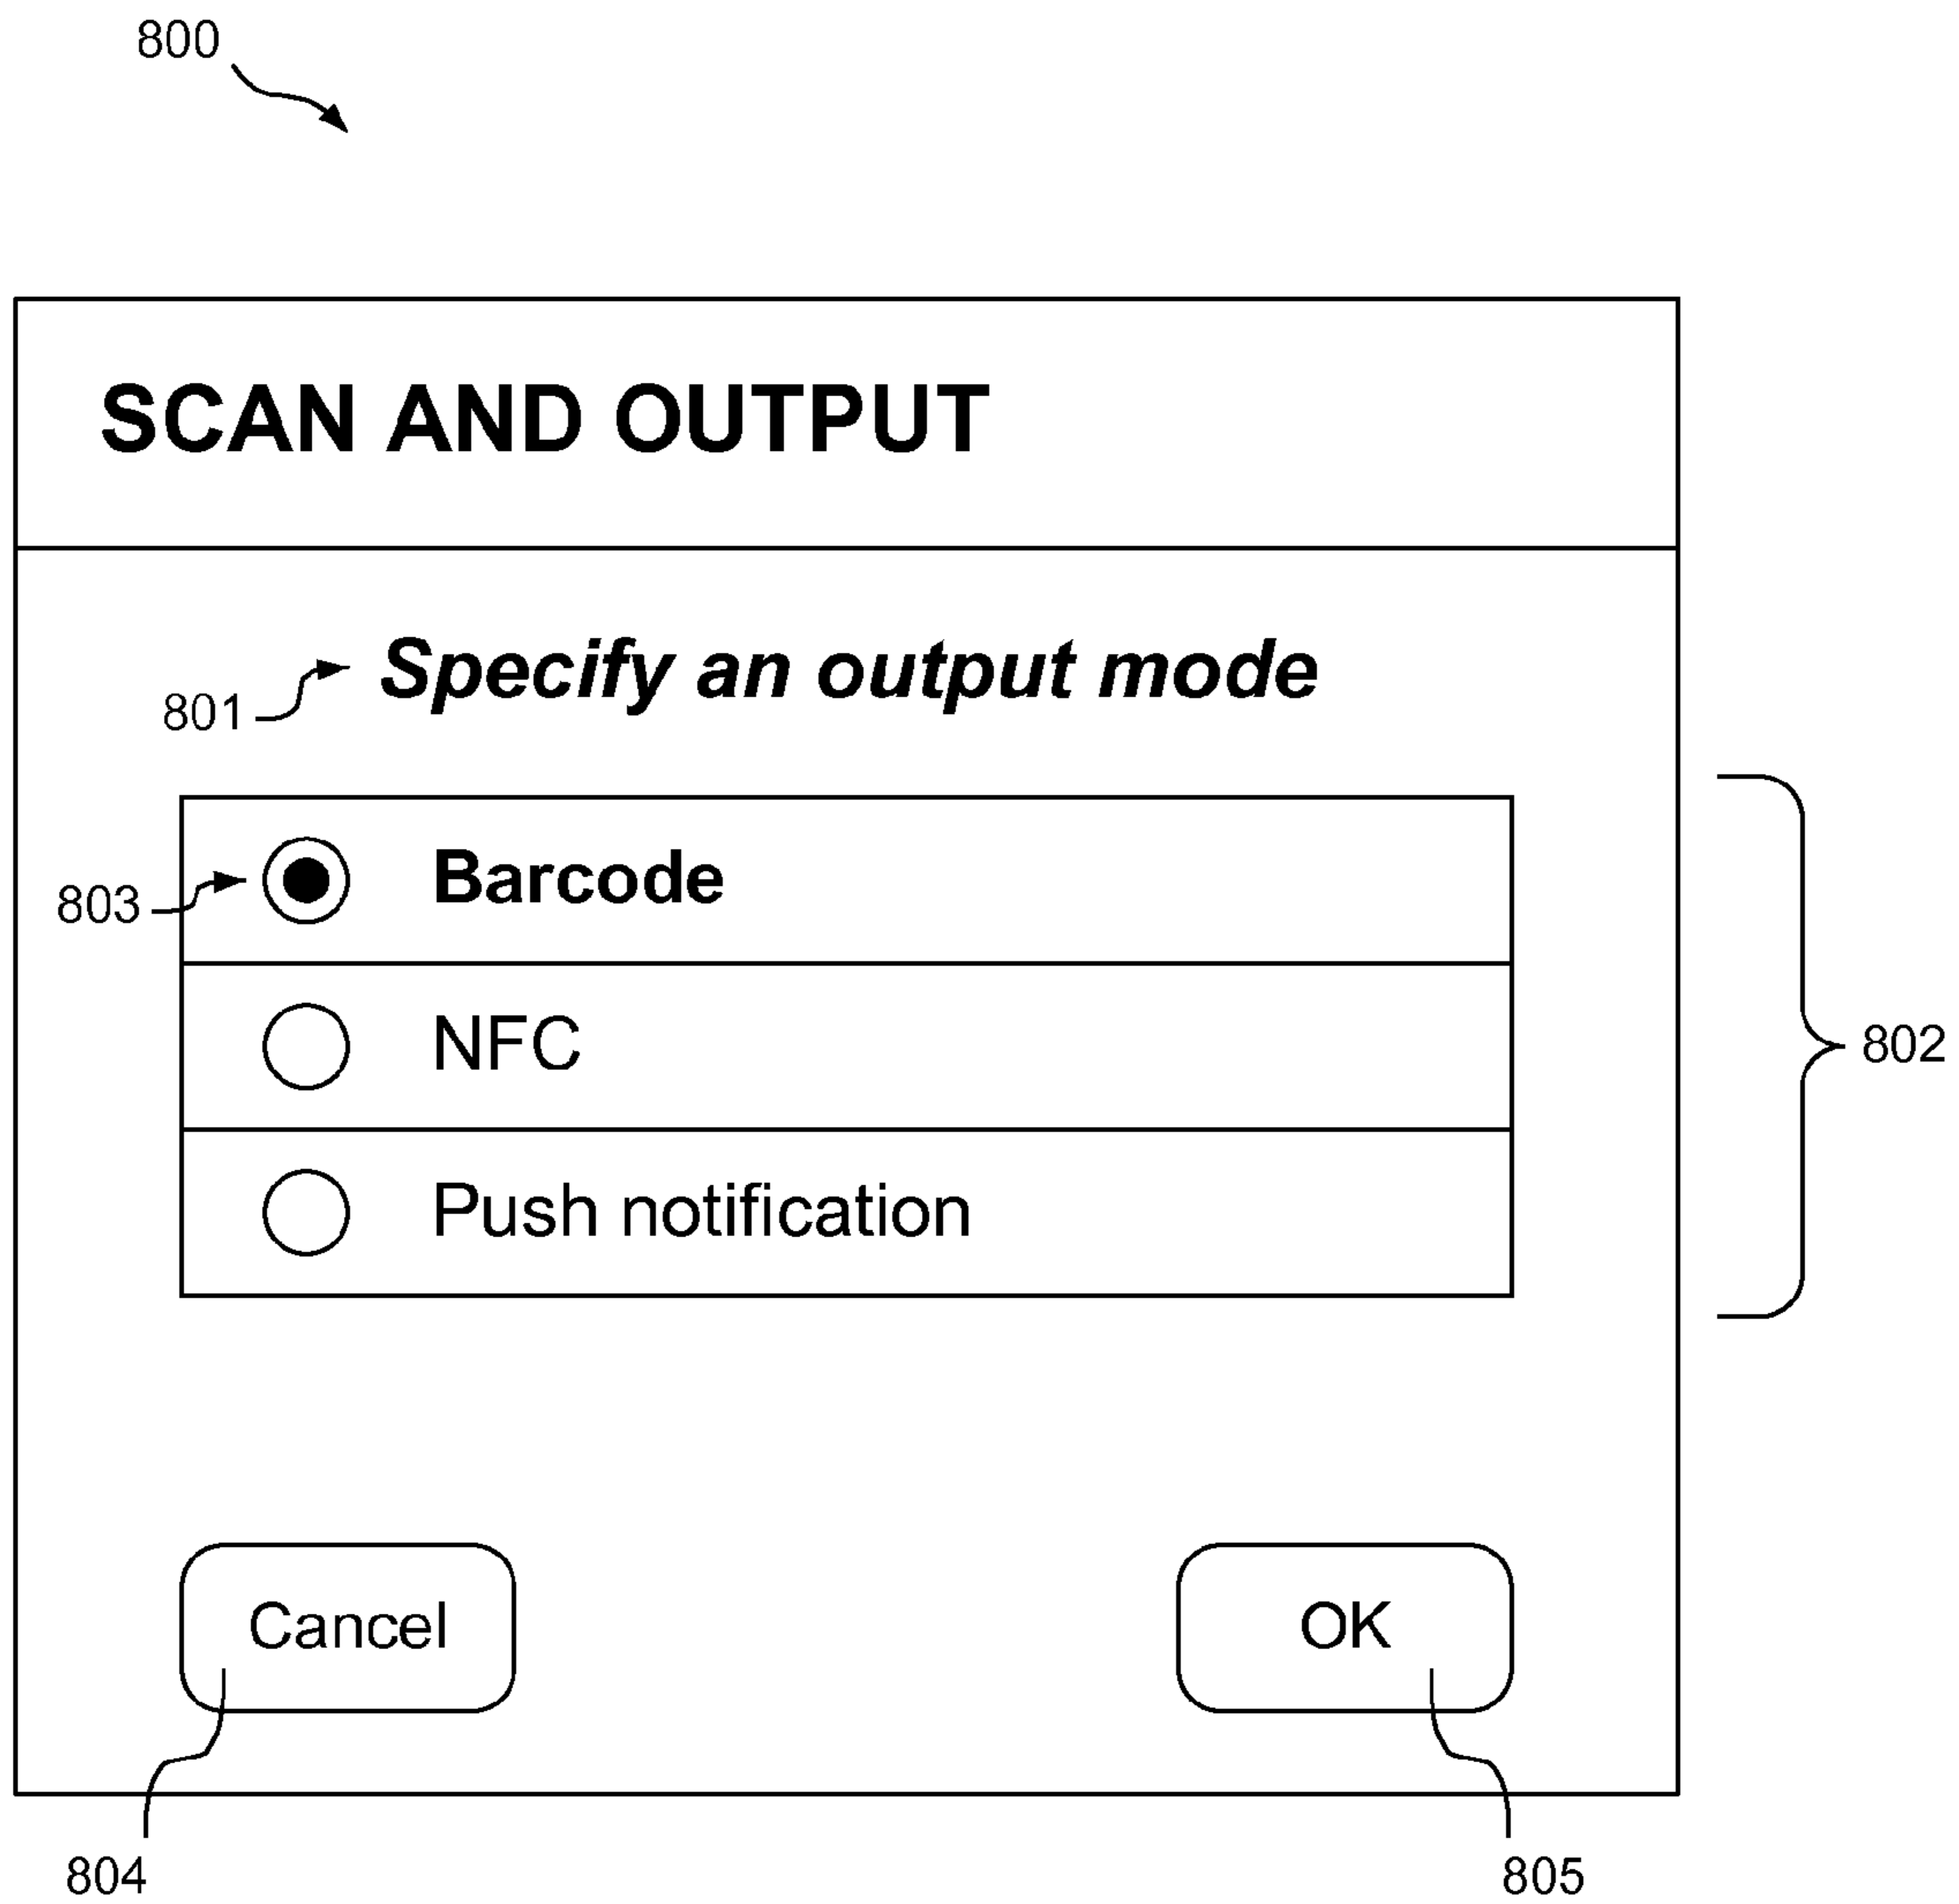 800
SCAN AND OUTPUT
Specify an output mode
801
Barcode
803
NFC
802
Push notification
Cancel
OK
804
805